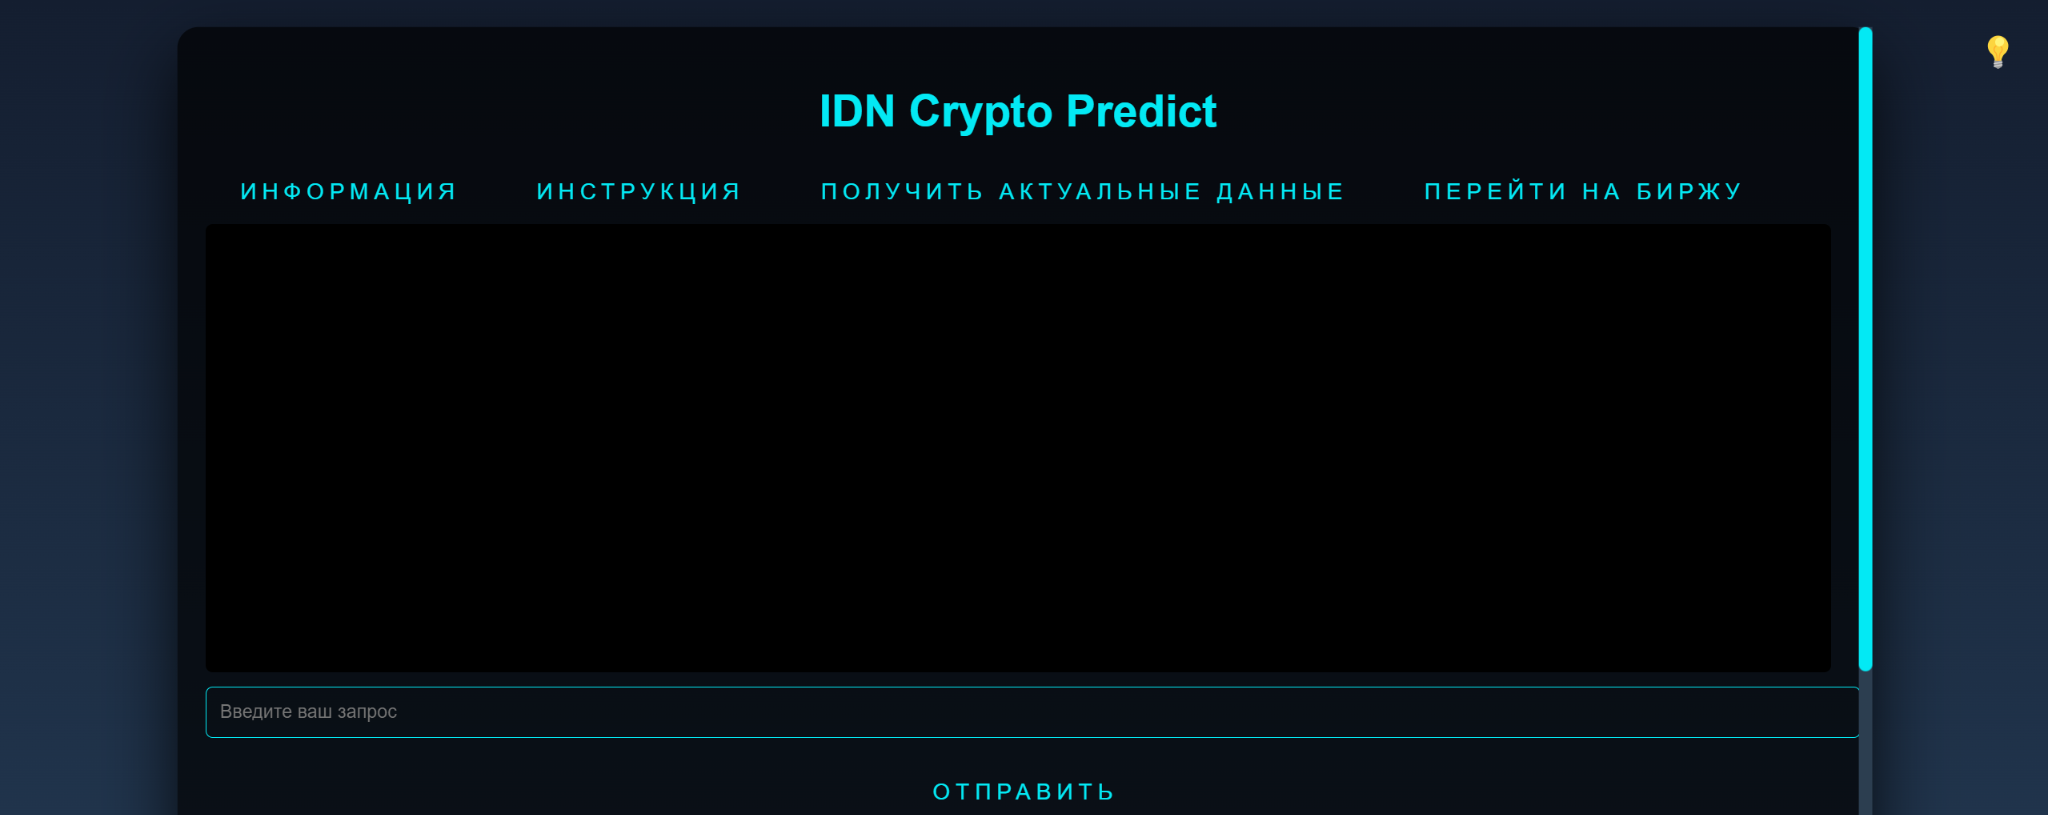 IDN Crypto Predict
ИНФОРМАЦИЯ ИНСТРУКЦИЯ ПОЛУЧИТЬ АКТУАЛЬНЫЕ ДАННЫЕ ПЕРЕЙТИ НА БИРЖУ
Введите ваш запрос
ОТПРАВИТЬ